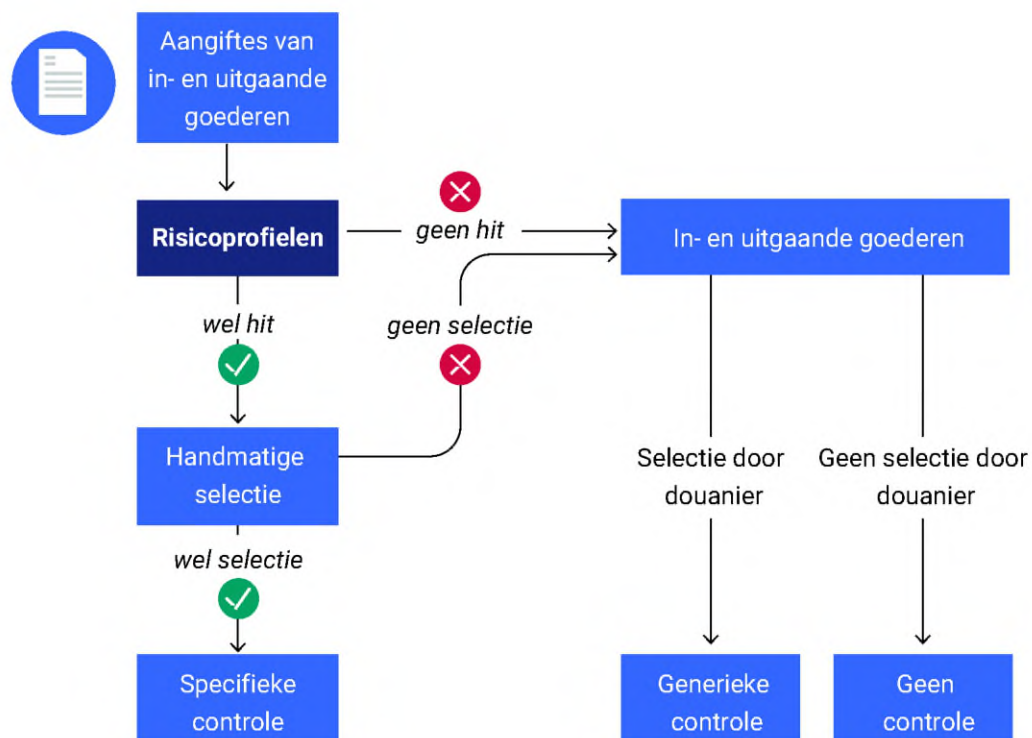 Aangiftes van
in- en uitgaande
goederen
Risicoprofielen
geen hit
In- en uitgaande goederen
wel hit
geen selectie
Handmatige
selectie
Selectie door
douanier
Geen selectie door
douanier
wel selectie
Specifieke
controle
Generieke
controle
Geen
controle